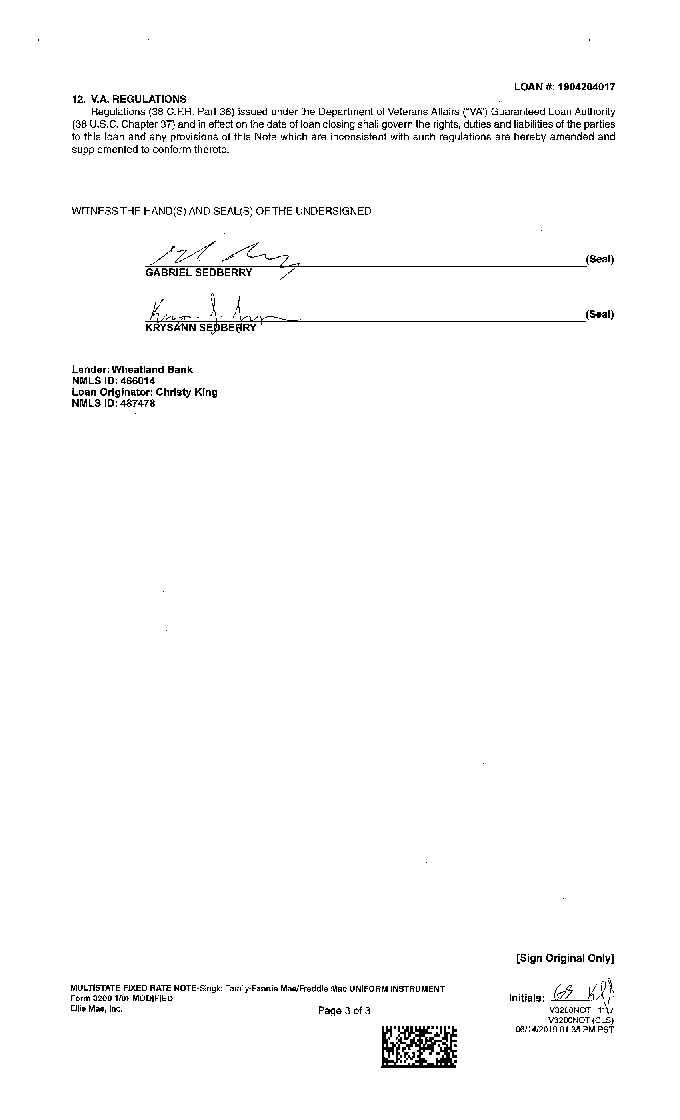 LOAN #: 1904204017
12. V.A. REGULATIONS
Regulations (38 C.F.R. Part 36) issued under the Department of Veterans Affairs ("VA") Guaranteed Loan Authority
(38 U.S.C. Chapter 37) and in effect on the date of loan closing shall govern the rights, duties and liabilities of the parties
to this loan and any provisions of this Note which are inconsistent with such regulations are hereby amended and
supplemented to conform thereto.
WITNESS THE HAND(S) AND SEAL(S) OF THE UNDERSIGNED
(Seal)
GABRIEL SEDBERRY
(Seal)
KRYSANN SEDBERRY
Lender: Wheatland Bank
NMLS ID: 466014
Loan Originator: Christy King
NMLS ID: 487478
[Sign Original Only]
MULTISTATE FIXED RATE NOTE-Single Family-Fannie Mae/Freddie Mac UNIFORM INSTRUMENT
Form 3200 1/01 MODIFIED
Ellie Mae, Inc.
Page 3 of 3
Initials: GS
V3200NOT
V3200NOT (CLS)
01:35 PM PST